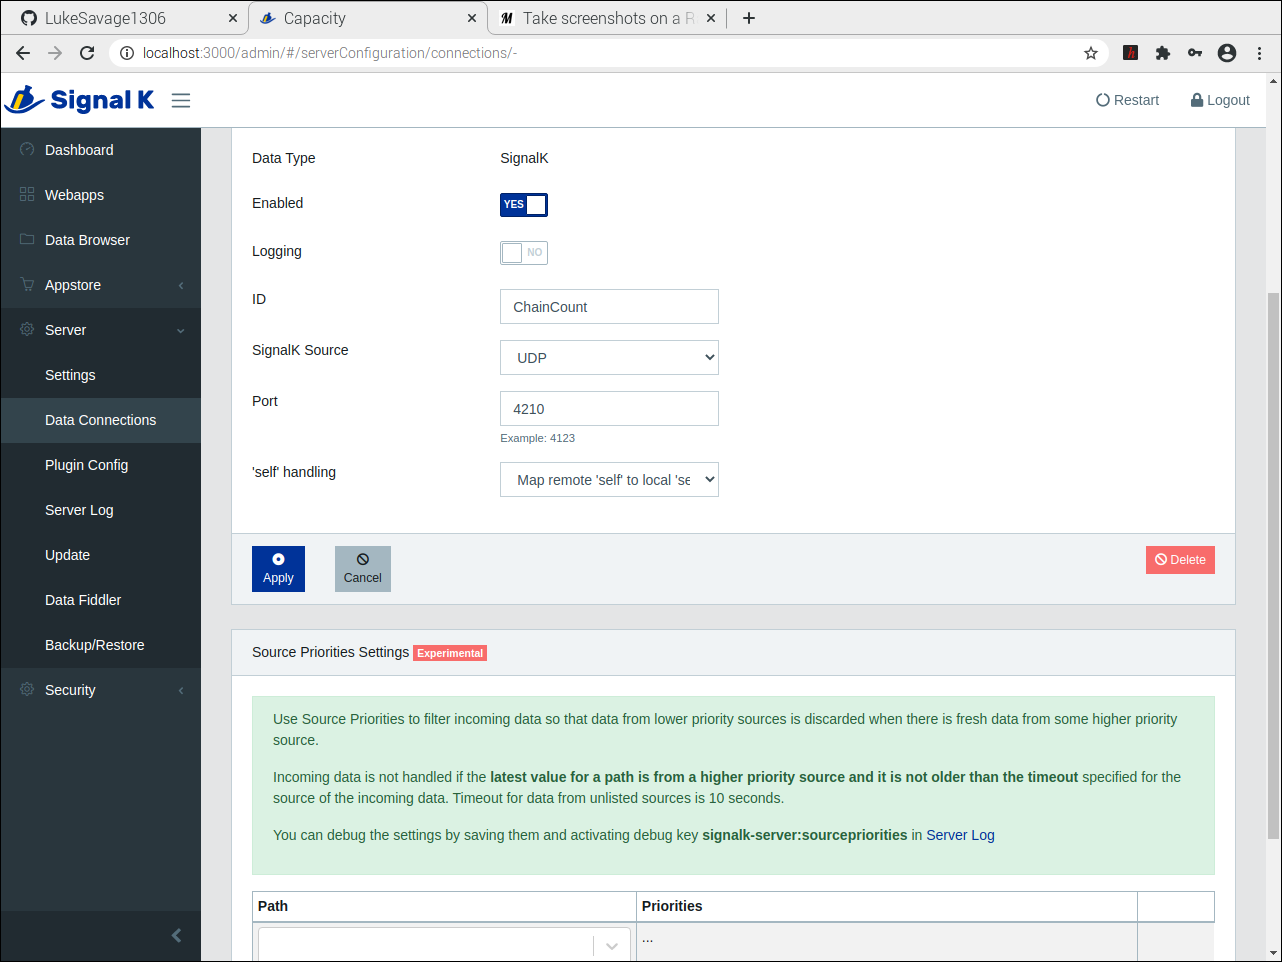 LukeSavage1306
Capacity
Take screenshots on a R
localhost:3000/admin/#/serverConfiguration/connections/-
Signal K
Restart
Logout
Dashboard
Webapps
Data Browser
Appstore
Server
Settings
Data Connections
Plugin Config
Server Log
Update
Data Fiddler
Backup/Restore
Security
Data Type
SignalK
Enabled
YES
Logging
NO
ID
ChainCount
SignalK Source
UDP
Port
4210
Example: 4123
'self' handling
Map remote 'self' to local 'se
Apply
Cancel
Delete
Source Priorities Settings Experimental
Use Source Priorities to filter incoming data so that data from lower priority sources is discarded when there is fresh data from some higher priority
source.
Incoming data is not handled if the latest value for a path is from a higher priority source and it is not older than the timeout specified for the
source of the incoming data. Timeout for data from unlisted sources is 10 seconds.
You can debug the settings by saving them and activating debug key signalk-server:sourcepriorities in Server Log
Path
Priorities
...